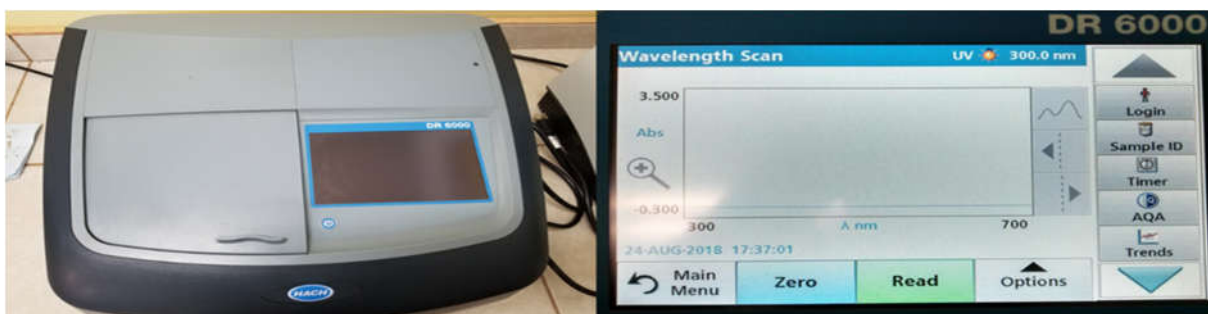 DR 6000
HACH
DR 6000
Wavelength Scan UV 300.0 nm
3.500
Abs
-0.300
300 λ nm 700
24-AUG-2018 17:37:01
Main Menu
Zero
Read
Options
Login
Sample ID
Timer
AQA
Trends